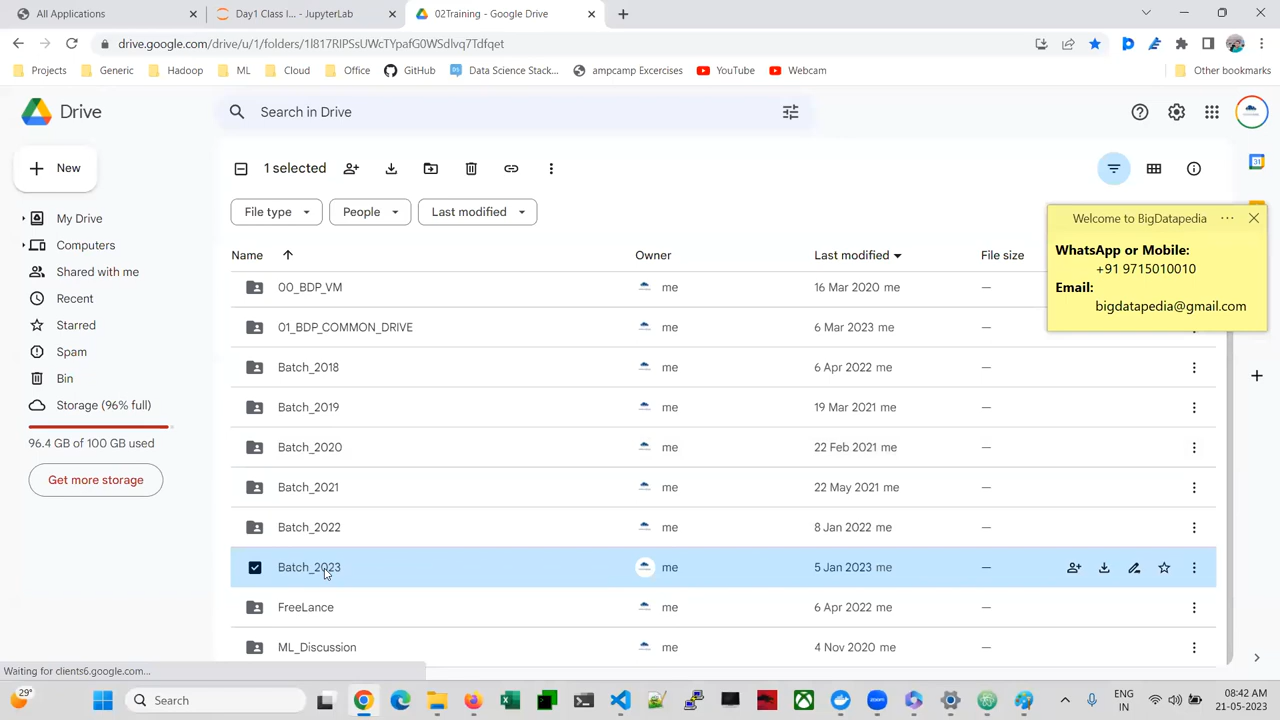 All Applications
Day1 Class I... - JupyterLab
02Training - Google Drive
drive.google.com/drive/u/1/folders/1l817RIPSsUWcTYpafG0WSdlxq7Tdfqet
Projects
Generic
Hadoop
ML
Cloud
Office
GitHub
Data Science Stack...
ampcamp Excercises
YouTube
Webcam
Other bookmarks
Drive
Search in Drive
New
1 selected
My Drive
Computers
Shared with me
Recent
Starred
Spam
Bin
Storage (96% full)
96.4 GB of 100 GB used
Get more storage
File type
People
Last modified
Name
Owner
Last modified
File size
00_BDP_VM me 16 Mar 2020 me —
01_BDP_COMMON_DRIVE me 6 Mar 2023 me —
Batch_2018 me 6 Apr 2022 me —
Batch_2019 me 19 Mar 2021 me —
Batch_2020 me 22 Feb 2021 me —
Batch_2021 me 22 May 2021 me —
Batch_2022 me 8 Jan 2022 me —
Batch_2023 me 5 Jan 2023 me —
FreeLance me 6 Apr 2022 me —
ML_Discussion me 4 Nov 2020 me —
Welcome to BigDatapedia
WhatsApp or Mobile:
+91 9715010010
Email:
bigdatapedia@gmail.com
Waiting for clients6.google.com...
29°
Search
ENG
IN
08:42 AM
21-05-2023